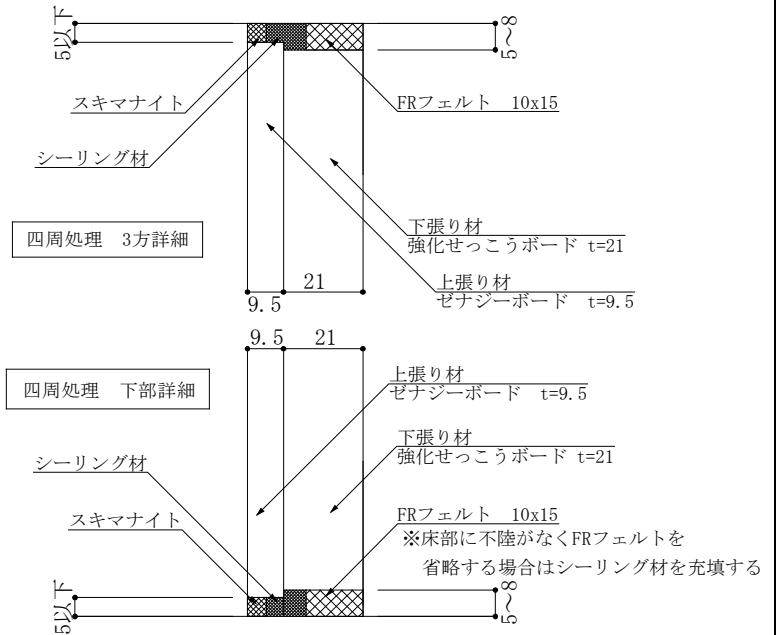 5以下
5～8
スキマナイト
FRフェルト 10x15
シーリング材
四周処理 3方詳細
下張り材
強化せっこうボード t=21
上張り材
ゼナジーボード t=9.5
9.5
21
9.5
21
四周処理 下部詳細
上張り材
ゼナジーボード t=9.5
下張り材
強化せっこうボード t=21
シーリング材
スキマナイト
FRフェルト 10x15
※床部に不陸がなくFRフェルトを
省略する場合はシーリング材を充填する
5以下
5～8